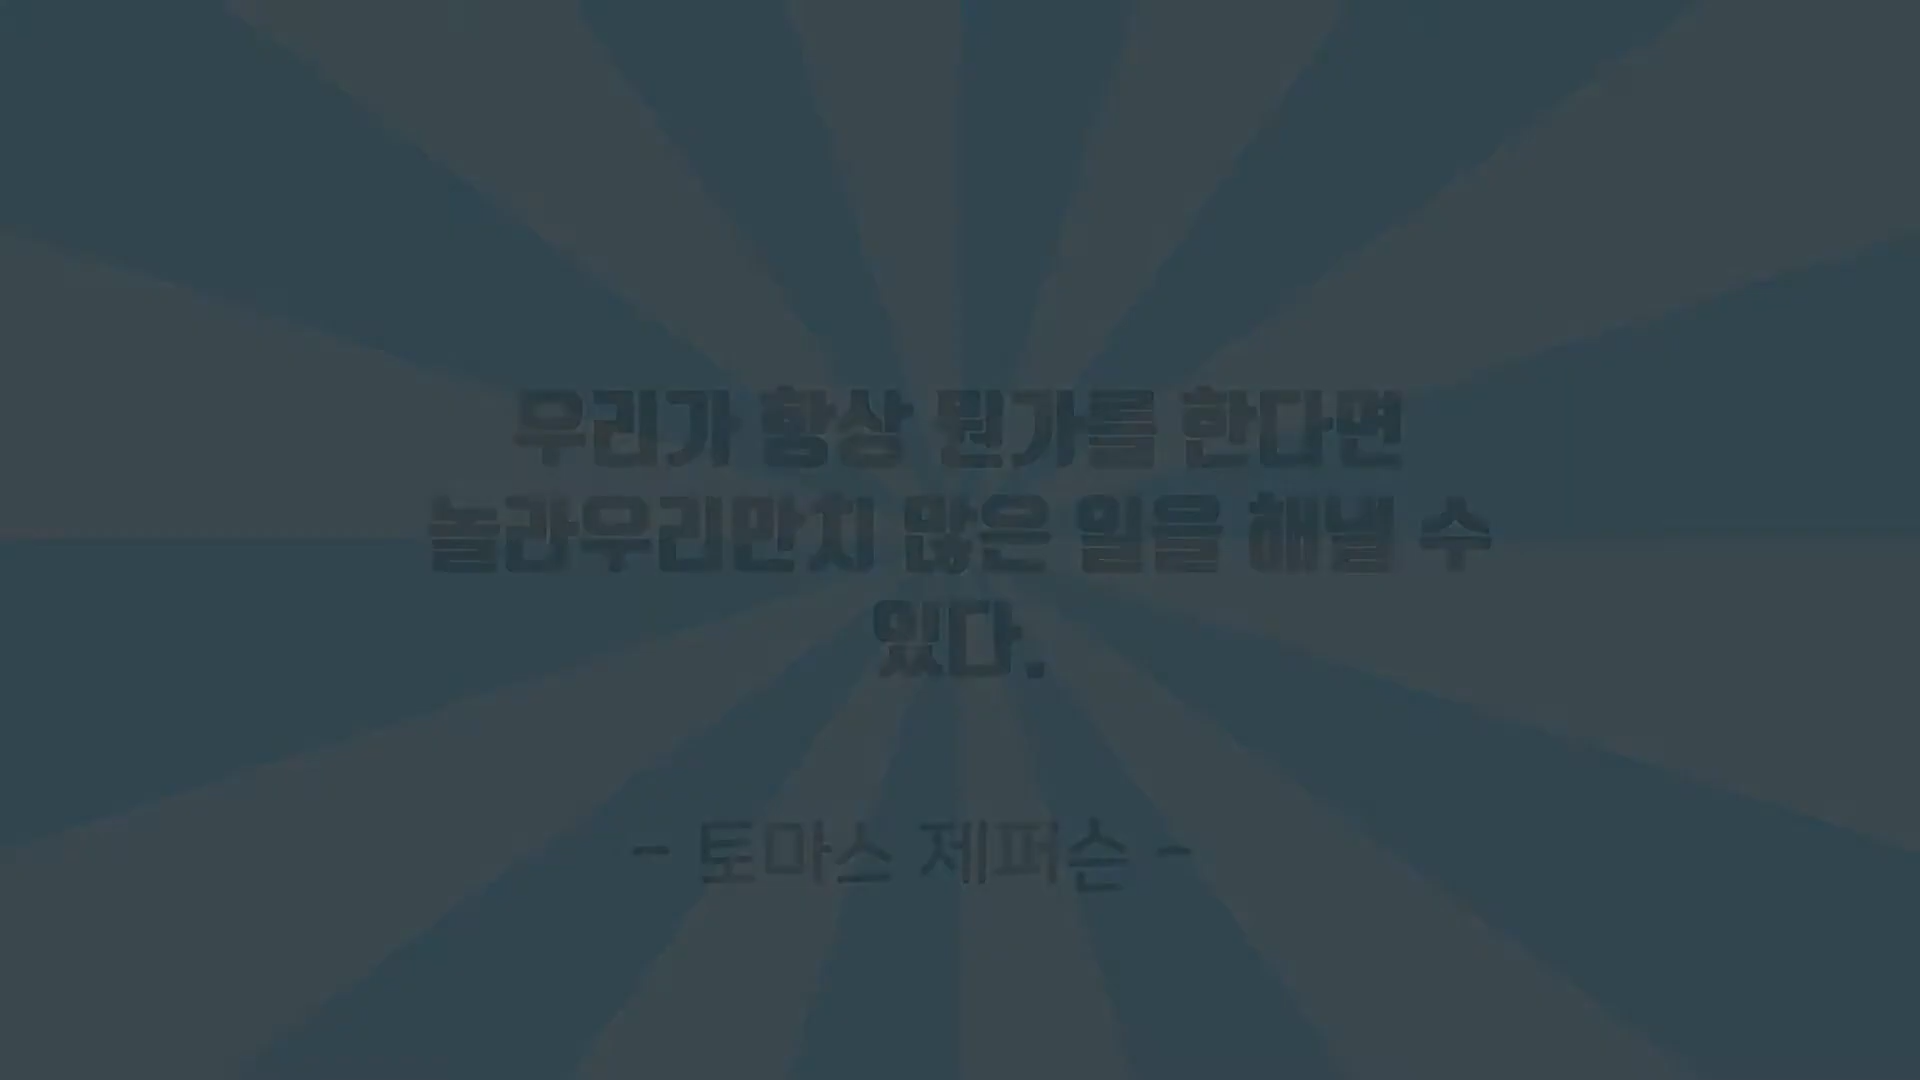 우리가 항상 뭔가를 한다면
놀라우리만치 많은 일을 해낼 수
있다.
- 토마스 제퍼슨 -